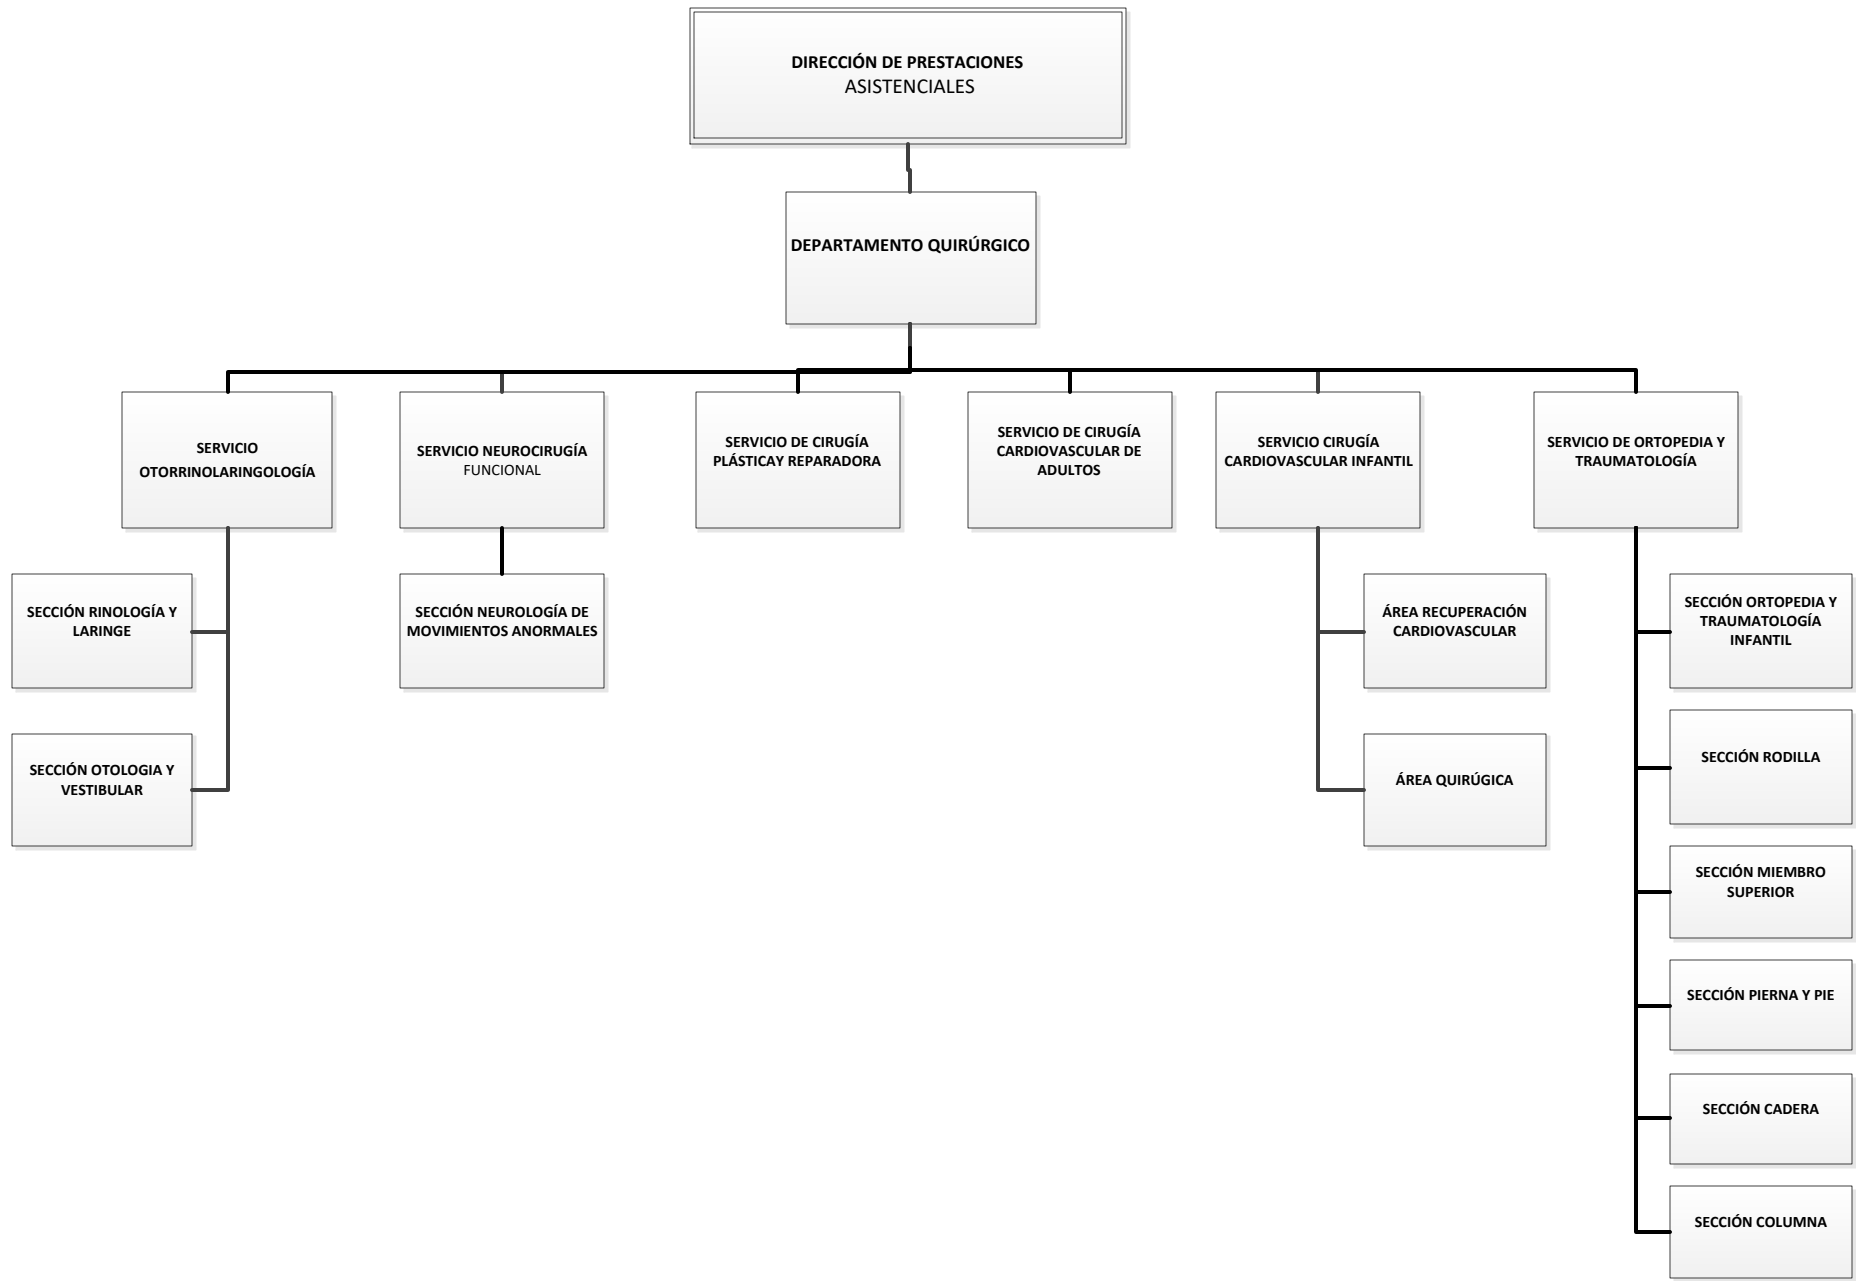 DIRECCIÓN DE PRESTACIONES
ASISTENCIALES
DEPARTAMENTO QUIRÚRGICO
SERVICIO
OTORRINOLARINGOLOGÍA
SERVICIO NEUROCIRUGÍA
FUNCIONAL
SERVICIO DE CIRUGÍA
PLÁSTICAY REPARADORA
SERVICIO DE CIRUGÍA
CARDIOVASCULAR DE
ADULTOS
SERVICIO CIRUGÍA
CARDIOVASCULAR INFANTIL
SERVICIO DE ORTOPEDIA Y
TRAUMATOLOGÍA
SECCIÓN RINOLOGÍA Y
LARINGE
SECCIÓN NEUROLOGÍA DE
MOVIMIENTOS ANORMALES
ÁREA RECUPERACIÓN
CARDIOVASCULAR
SECCIÓN ORTOPEDIA Y
TRAUMATOLOGÍA
INFANTIL
SECCIÓN OTOLOGIA Y
VESTIBULAR
ÁREA QUIRÚGICA
SECCIÓN RODILLA
SECCIÓN MIEMBRO
SUPERIOR
SECCIÓN PIERNA Y PIE
SECCIÓN CADERA
SECCIÓN COLUMNA